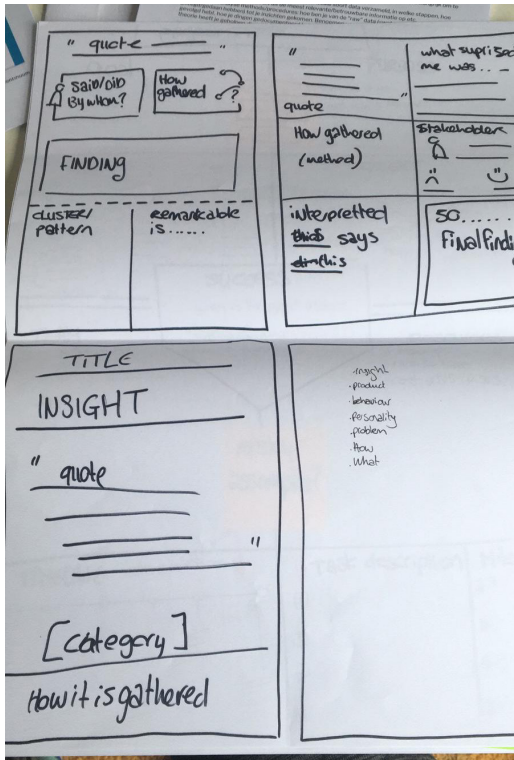 " quote "
Said/DID
By whom?
How
gathered
?
FINDING
CLUSTER/
pattern
Remarkable
is......
"
"
quote
what suprised
me was...
How gathered
(method)
Stakeholders
interpretted
says
this
SO......
Final findi
TITLE
INSIGHT
" quote
"
[category]
How it is gathered
-insight
-product
-behaviour
-Personality
-problem
-How
-What